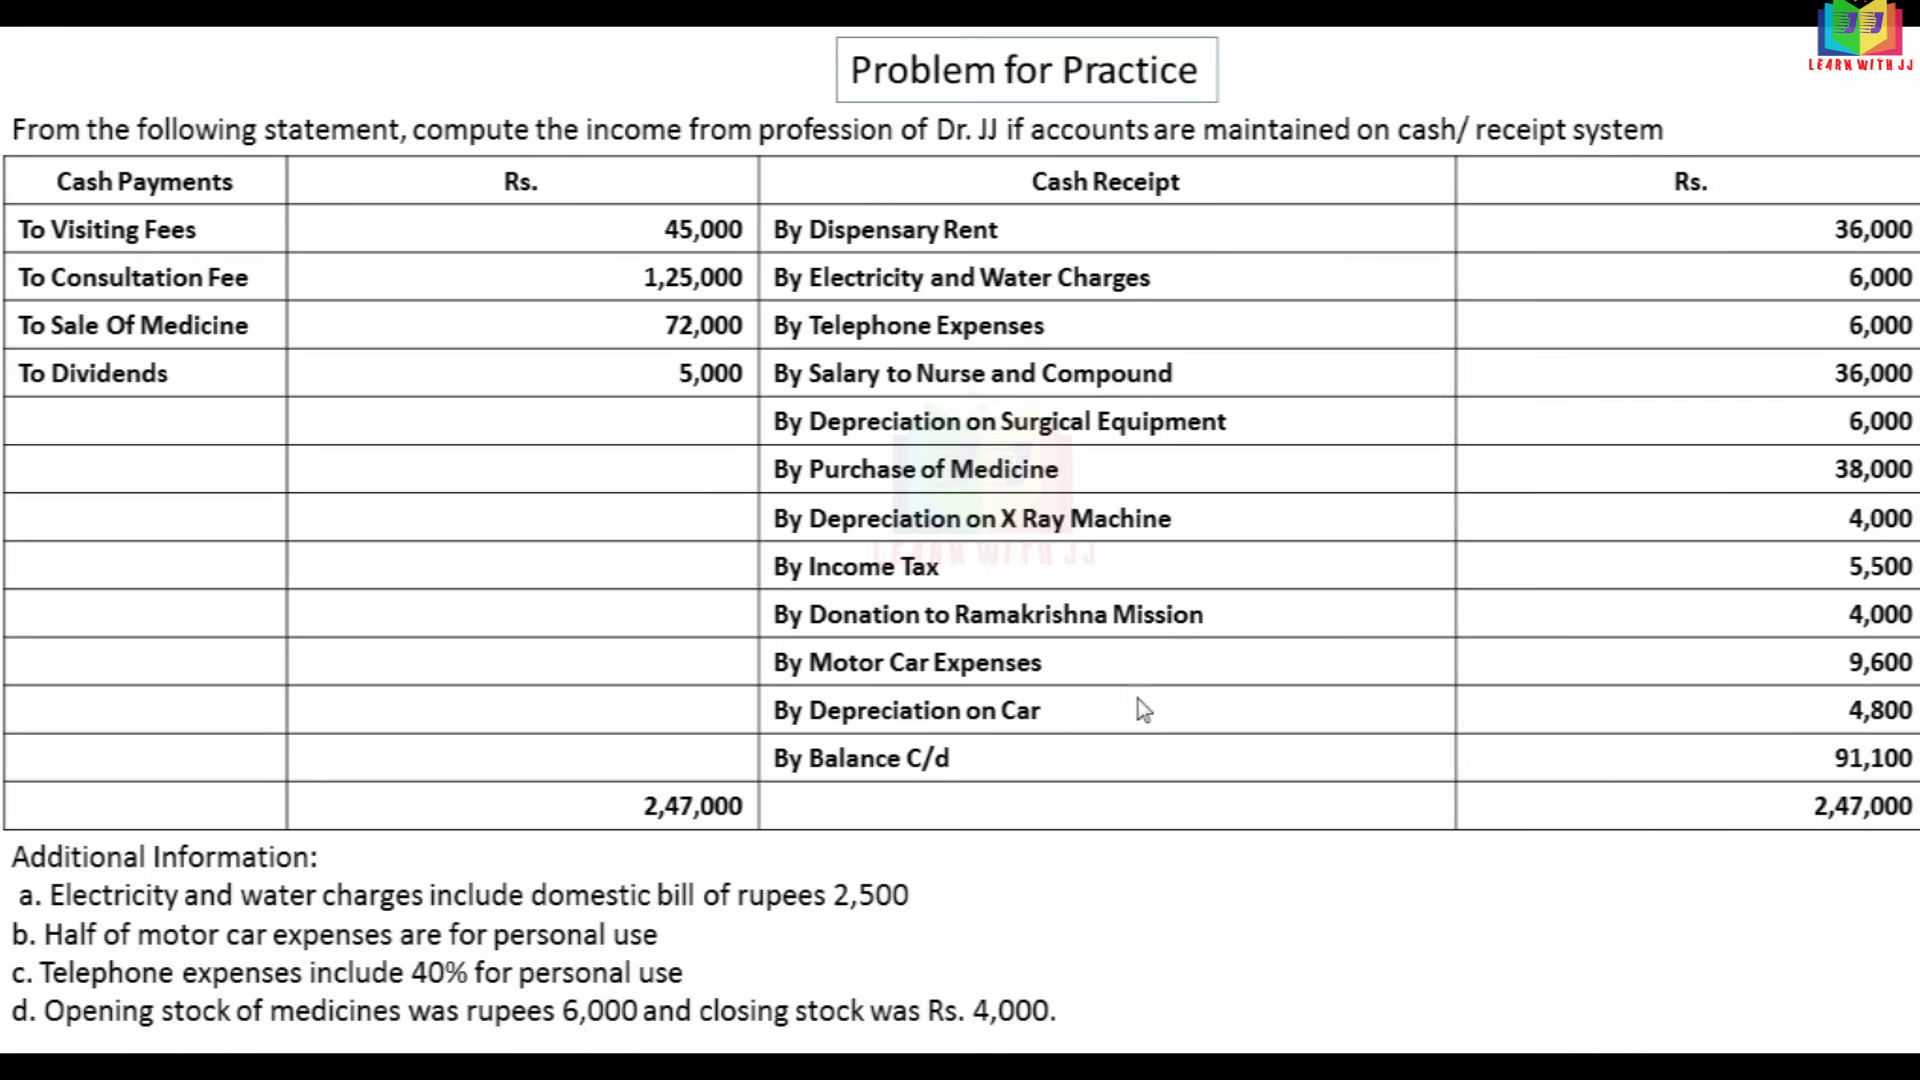 LEARN WITH JJ
Problem for Practice
From the following statement, compute the income from profession of Dr. JJ if accounts are maintained on cash/ receipt system
Cash Payments Rs. Cash Receipt Rs.
To Visiting Fees 45,000 By Dispensary Rent 36,000
To Consultation Fee 1,25,000 By Electricity and Water Charges 6,000
To Sale Of Medicine 72,000 By Telephone Expenses 6,000
To Dividends 5,000 By Salary to Nurse and Compound 36,000
By Depreciation on Surgical Equipment 6,000
By Purchase of Medicine 38,000
By Depreciation on X Ray Machine 4,000
LEARN WITH JJ
By Income Tax 5,500
By Donation to Ramakrishna Mission 4,000
By Motor Car Expenses 9,600
By Depreciation on Car 4,800
By Balance C/d 91,100
2,47,000 2,47,000
Additional Information:
a. Electricity and water charges include domestic bill of rupees 2,500
b. Half of motor car expenses are for personal use
c. Telephone expenses include 40% for personal use
d. Opening stock of medicines was rupees 6,000 and closing stock was Rs. 4,000.